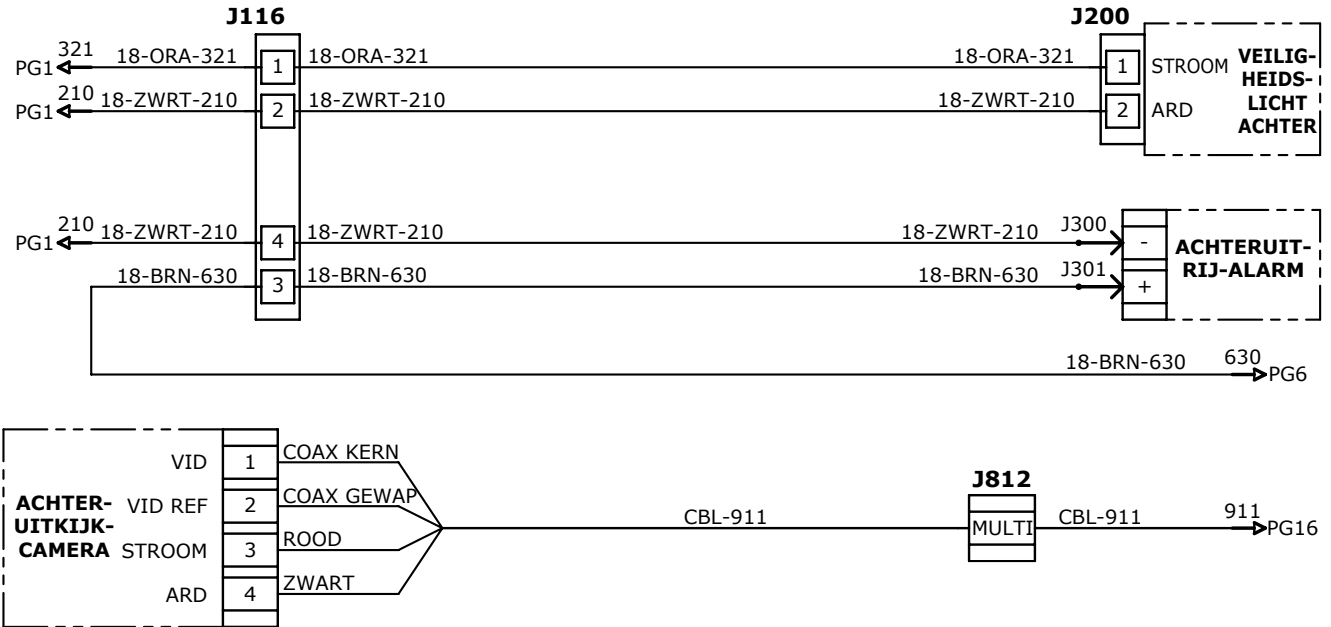 J116 J200
321 18-ORA-321 18-ORA-321 18-ORA-321
PG1 1 1 STROOM
210 18-ZWRT-210 18-ZWRT-210 18-ZWRT-210
PG1 2 2 ARD
VEILIG-
HEIDS-
LICHT
ACHTER
210 18-ZWRT-210 18-ZWRT-210 18-ZWRT-210 J300
PG1 4 -
18-BRN-630 18-BRN-630 18-BRN-630 J301
3 +
ACHTERUIT-
RIJ-ALARM
18-BRN-630 630
PG6
ACHTER-
UITKIJK-
CAMERA
VID 1 COAX KERN
VID REF 2 COAX GEWAP
STROOM 3 ROOD
ARD 4 ZWART
J812
CBL-911 MULTI CBL-911 911
PG16